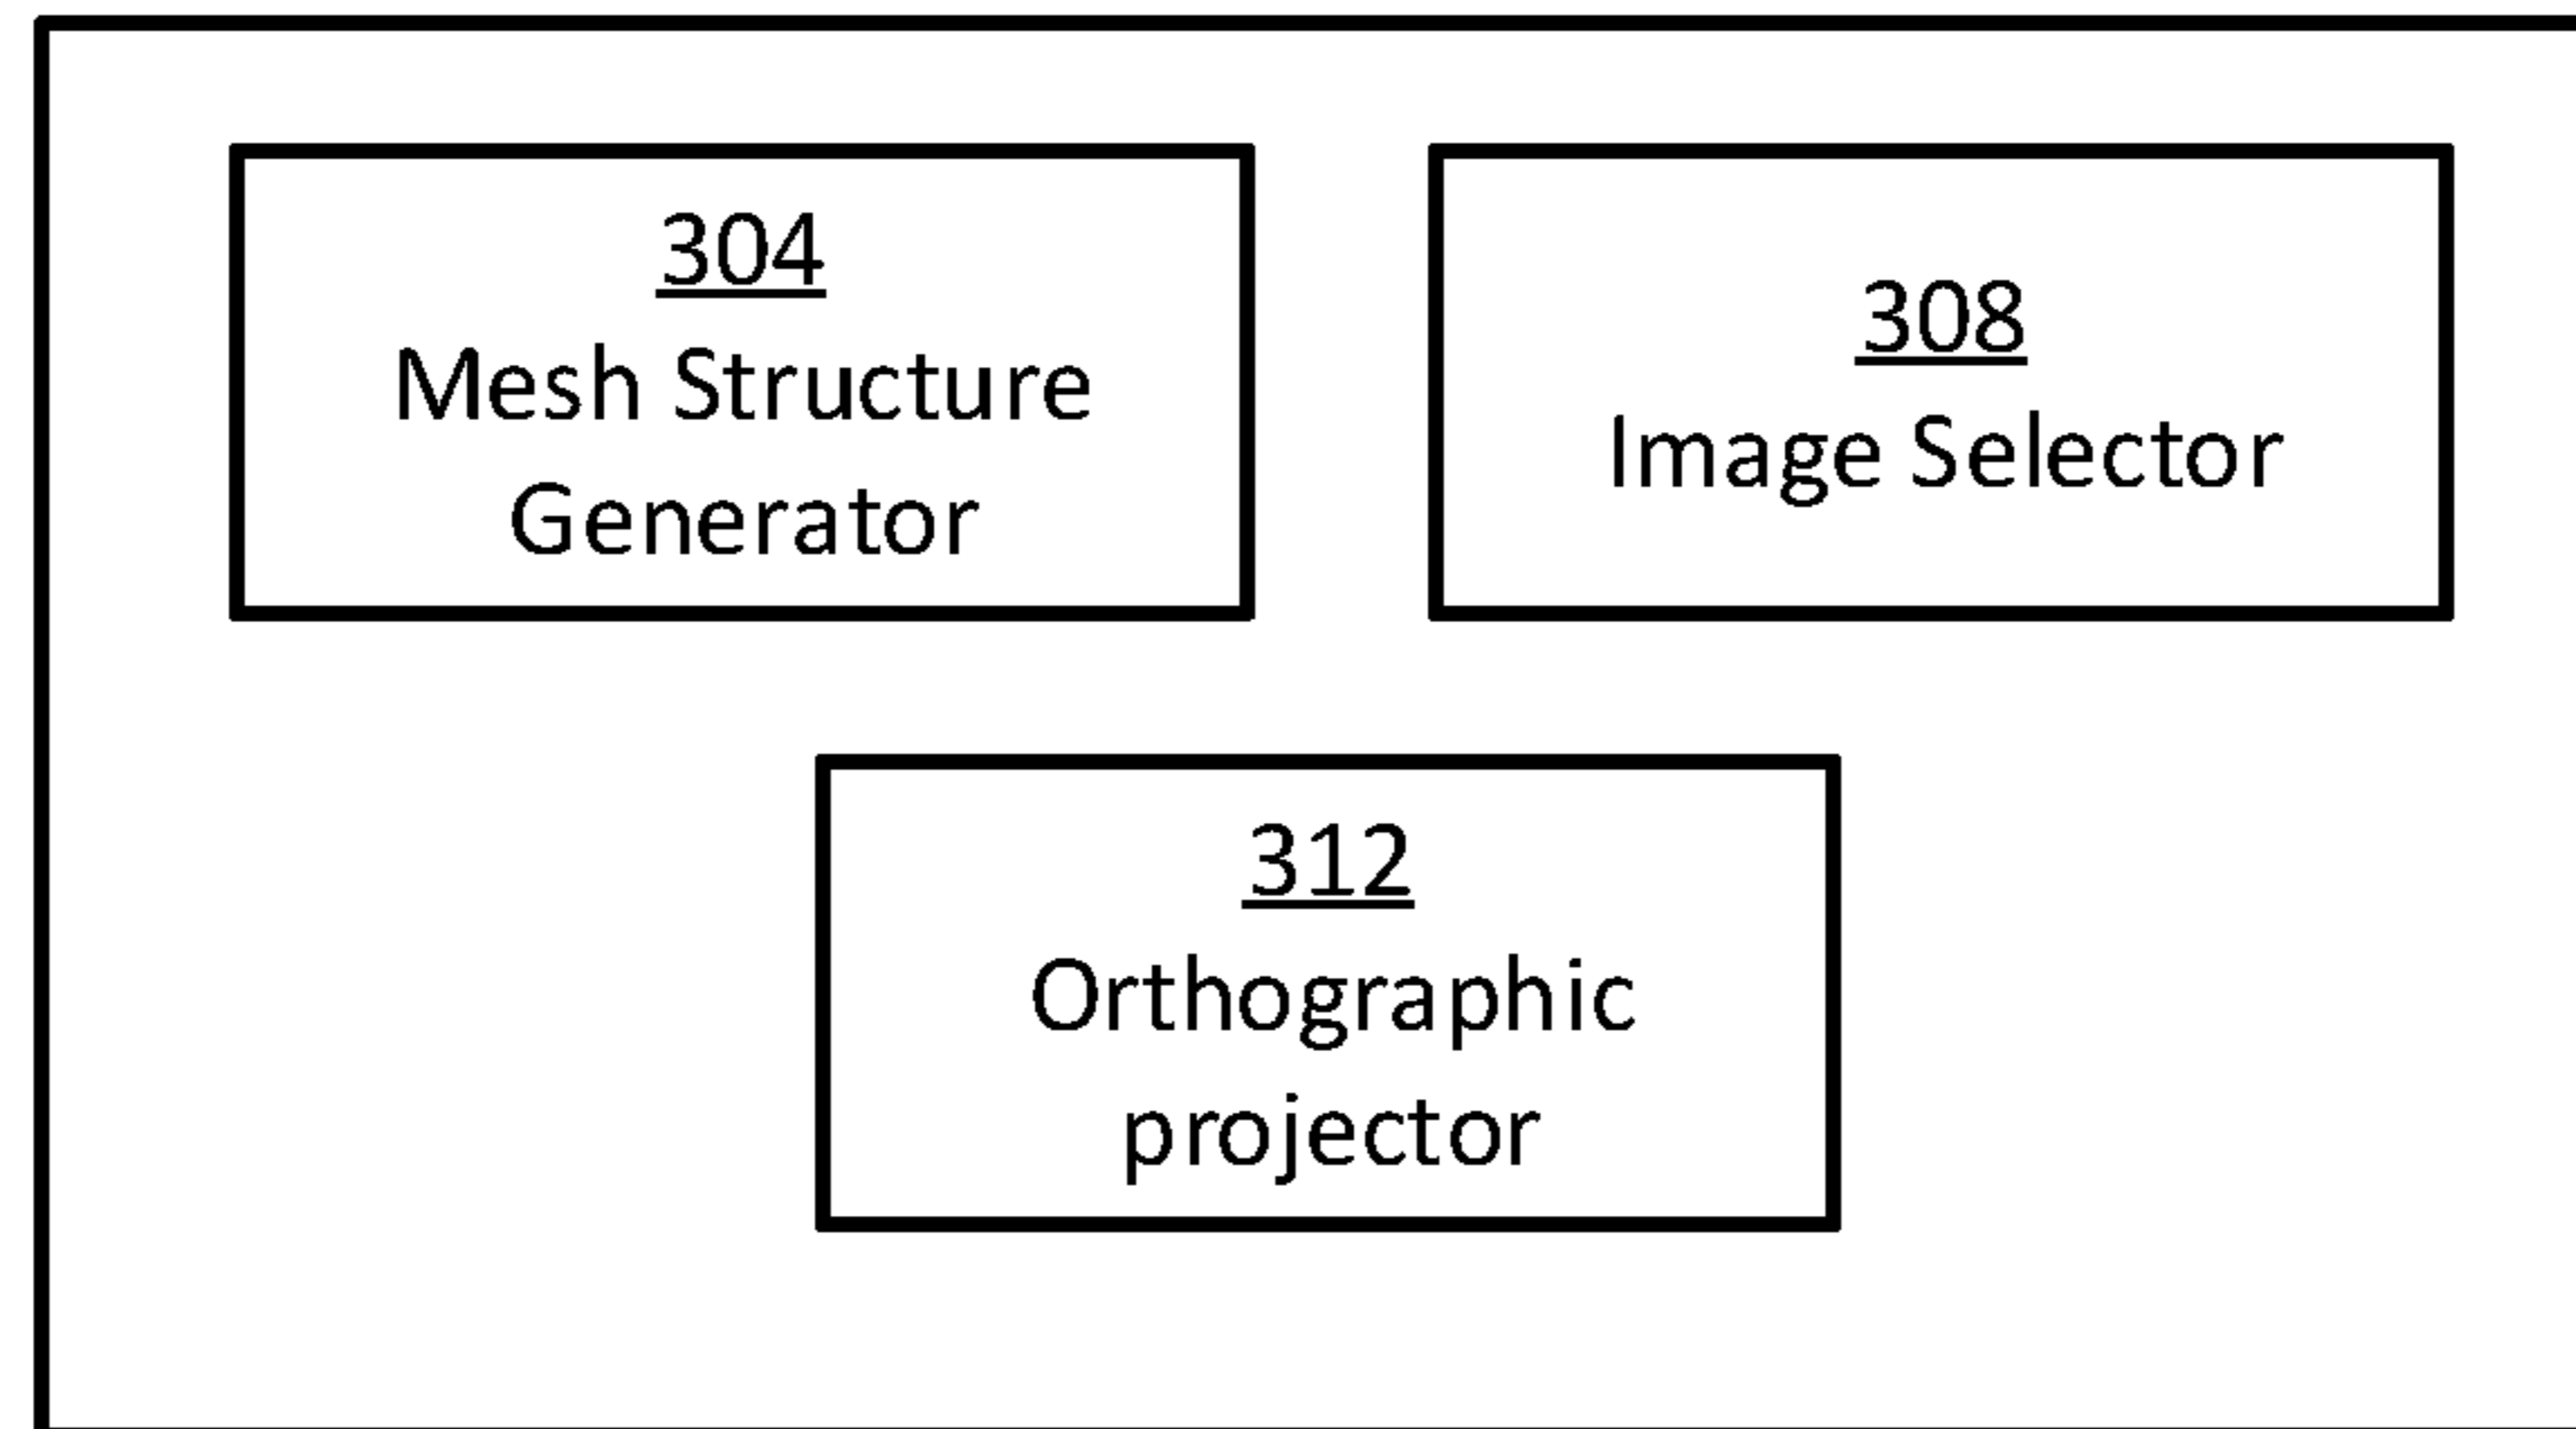 304
Mesh Structure
Generator
308
Image Selector
312
Orthographic
projector